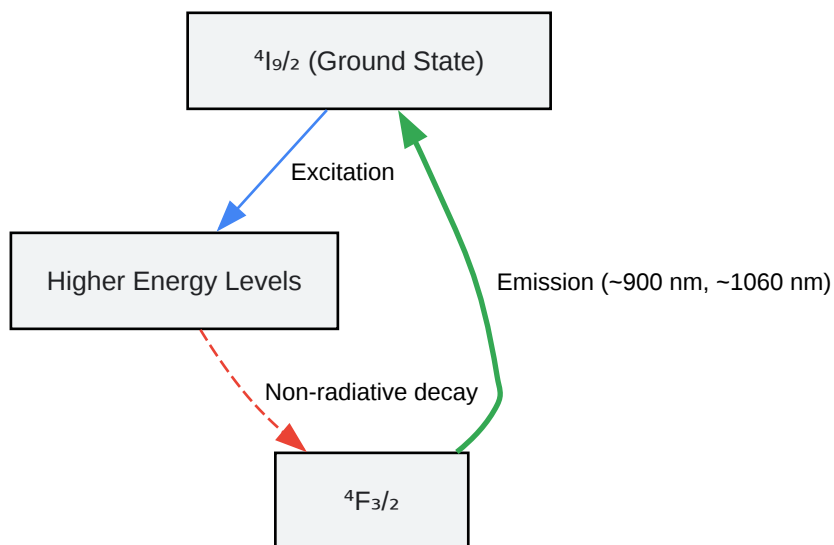 ⁴I₉/₂ (Ground State)
Excitation
Higher Energy Levels
Emission (~900 nm, ~1060 nm)
Non-radiative decay
⁴F₃/₂